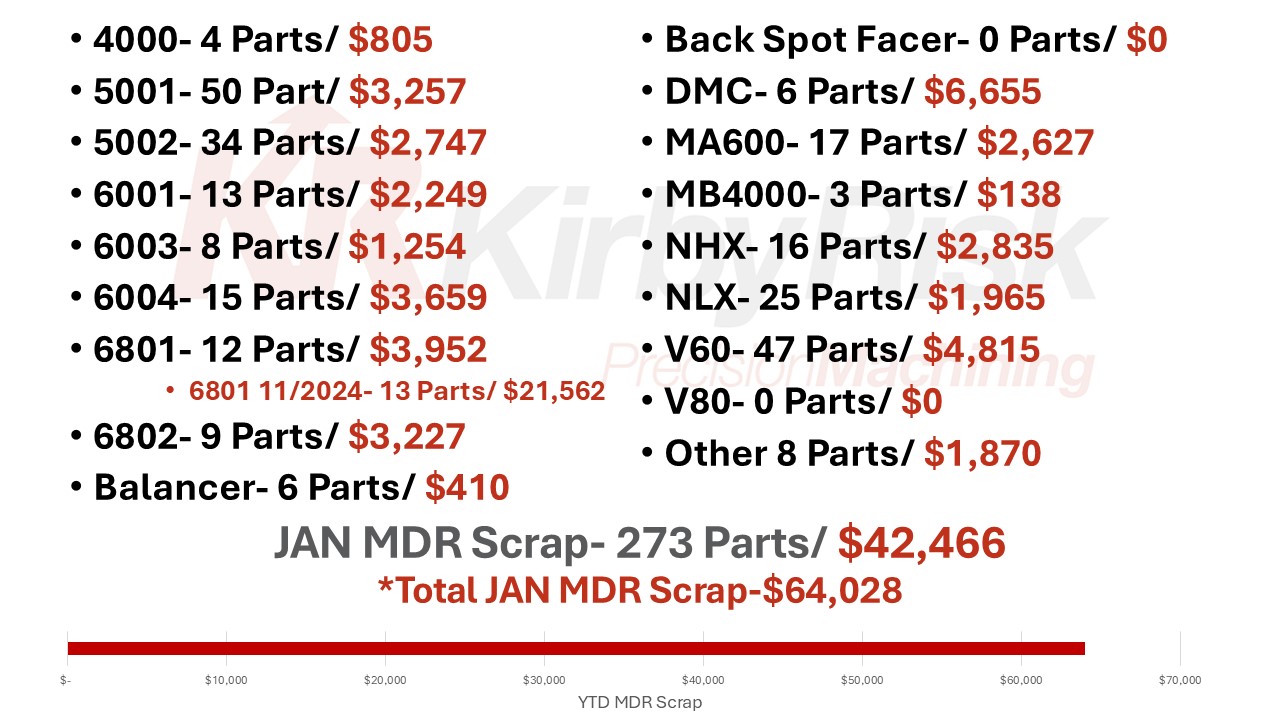 • 4000- 4 Parts/ $805
• 5001- 50 Part/ $3,257
• 5002- 34 Parts/ $2,747
• 6001- 13 Parts/ $2,249
• 6003- 8 Parts/ $1,254
• 6004- 15 Parts/ $3,659
• 6801- 12 Parts/ $3,952
• 6801 11/2024- 13 Parts/ $21,562
• 6802- 9 Parts/ $3,227
• Balancer- 6 Parts/ $410
• Back Spot Facer- 0 Parts/ $0
• DMC- 6 Parts/ $6,655
• MA600- 17 Parts/ $2,627
• MB4000- 3 Parts/ $138
• NHX- 16 Parts/ $2,835
• NLX- 25 Parts/ $1,965
• V60- 47 Parts/ $4,815
• V80- 0 Parts/ $0
• Other 8 Parts/ $1,870
KR KirbyRisk
PrecisionMachining
JAN MDR Scrap- 273 Parts/ $42,466
*Total JAN MDR Scrap-$64,028
$- $10,000 $20,000 $30,000 $40,000 $50,000 $60,000 $70,000
YTD MDR Scrap